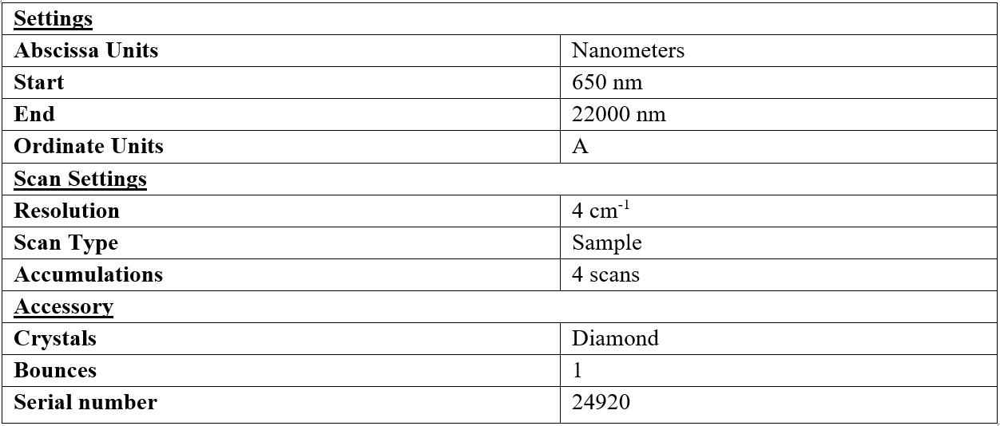 Settings
Abscissa Units Nanometers
Start 650 nm
End 22000 nm
Ordinate Units A
Scan Settings
Resolution 4 cm⁻¹
Scan Type Sample
Accumulations 4 scans
Accessory
Crystals Diamond
Bounces 1
Serial number 24920